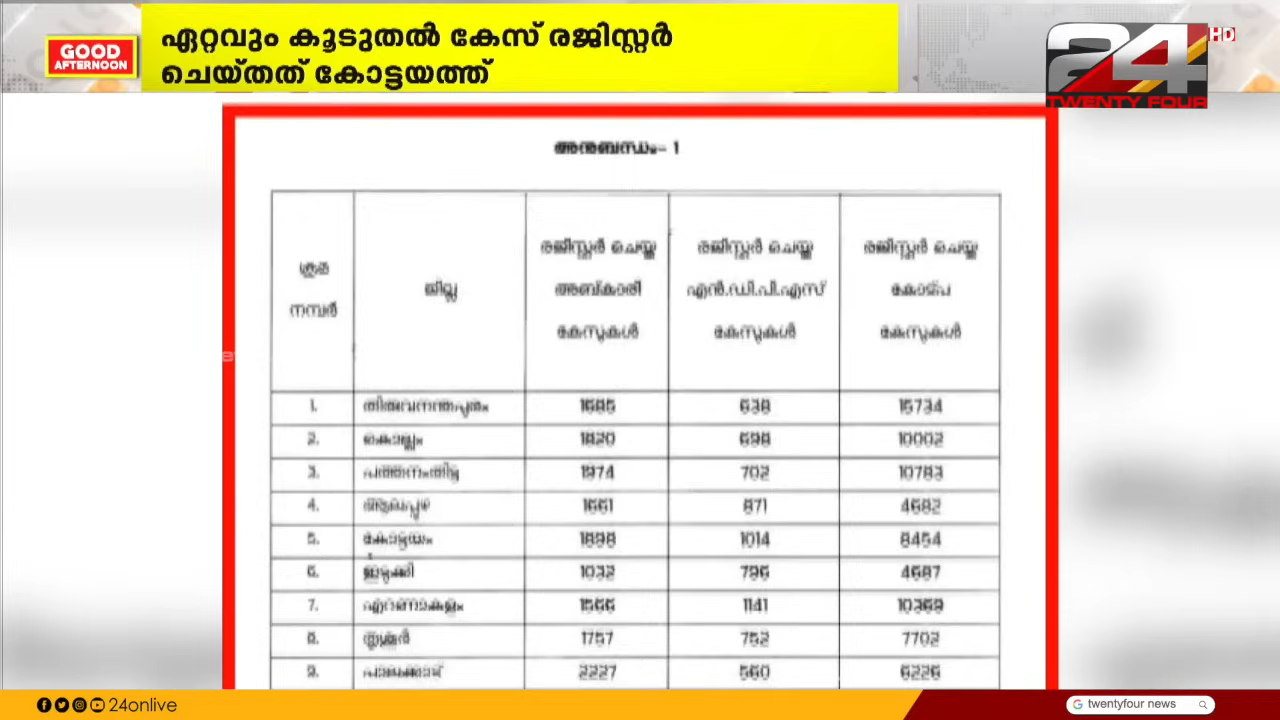 GOOD
AFTERNOON
ഏറ്റവും കൂടുതൽ കേസ് രജിസ്റ്റർ
ചെയ്തത് കോട്ടയത്ത്
24
HD
TWENTY FOUR
അനുബന്ധം- 1
ക്രമ നമ്പർ ജില്ല രജിസ്റ്റർ ചെയ്ത അബ്കാരി കേസുകൾ രജിസ്റ്റർ ചെയ്ത എൻ.ഡി.പി.എസ് കേസുകൾ രജിസ്റ്റർ ചെയ്ത കോട്പ കേസുകൾ
1. തിരുവനന്തപുരം 1685 638 15734
2. കൊല്ലം 1820 698 10002
3. പത്തനംതിട്ട 1974 702 10783
4. ആലപ്പുഴ 1661 871 4682
5. കോട്ടയം 1898 1014 8454
6. ഇടുക്കി 1032 796 4687
7. എറണാകുളം 1566 1141 10369
8. തൃശ്ശൂർ 1757 752 7702
9. പാലക്കാട് 2227 560 6226
24onlive
twentyfour news